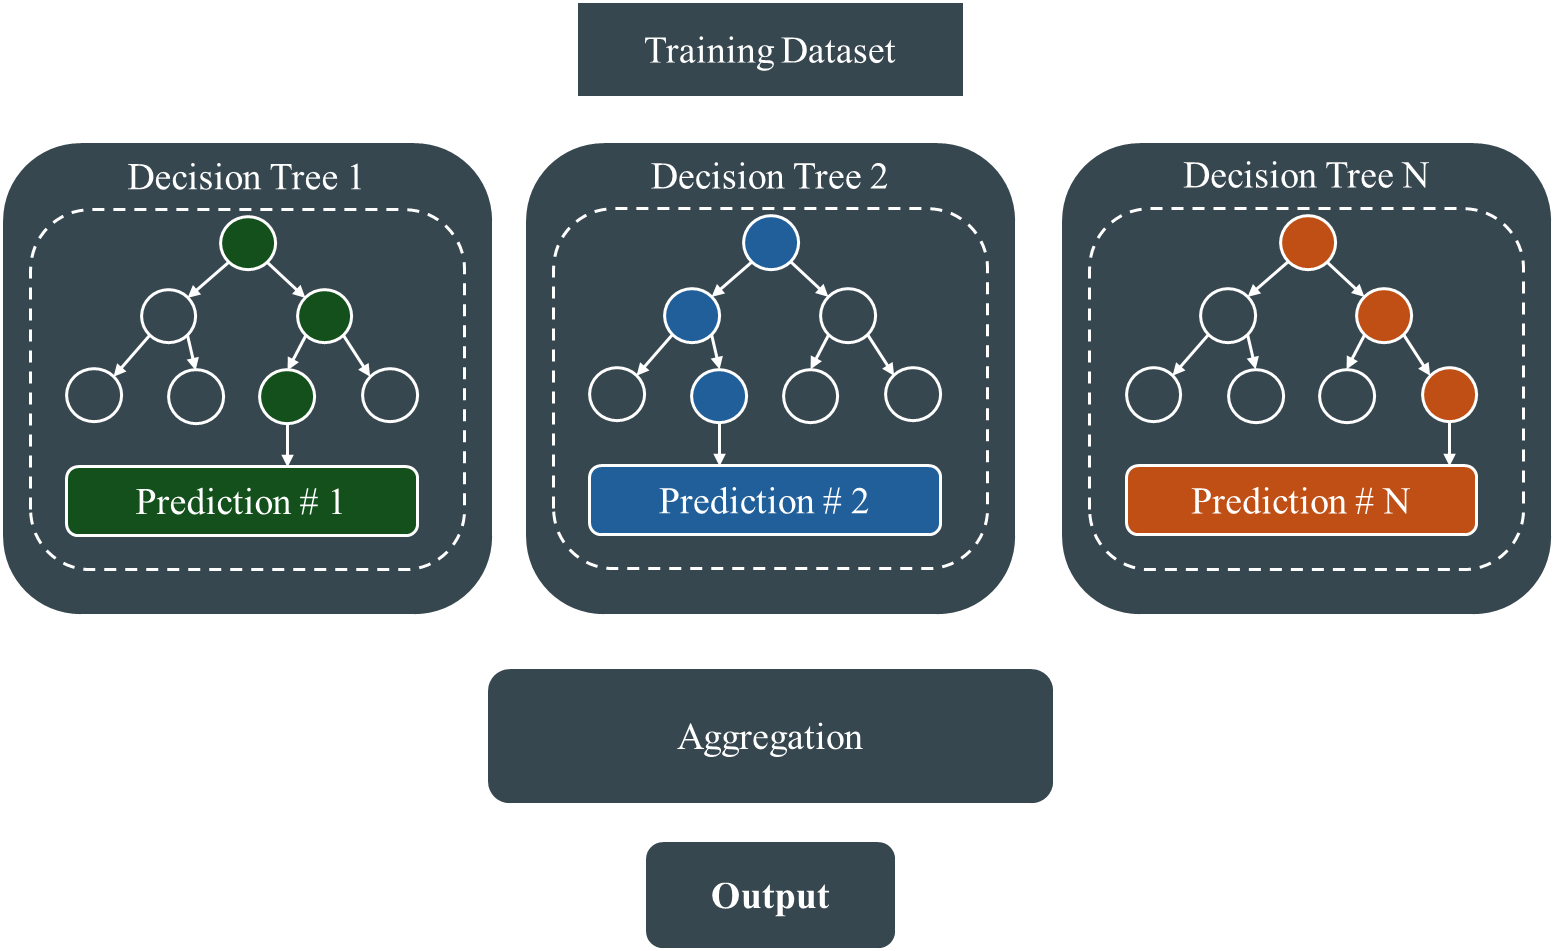 Training Dataset
Decision Tree 1
Decision Tree 2
Decision Tree N
Prediction # 1
Prediction # 2
Prediction # N
Aggregation
Output